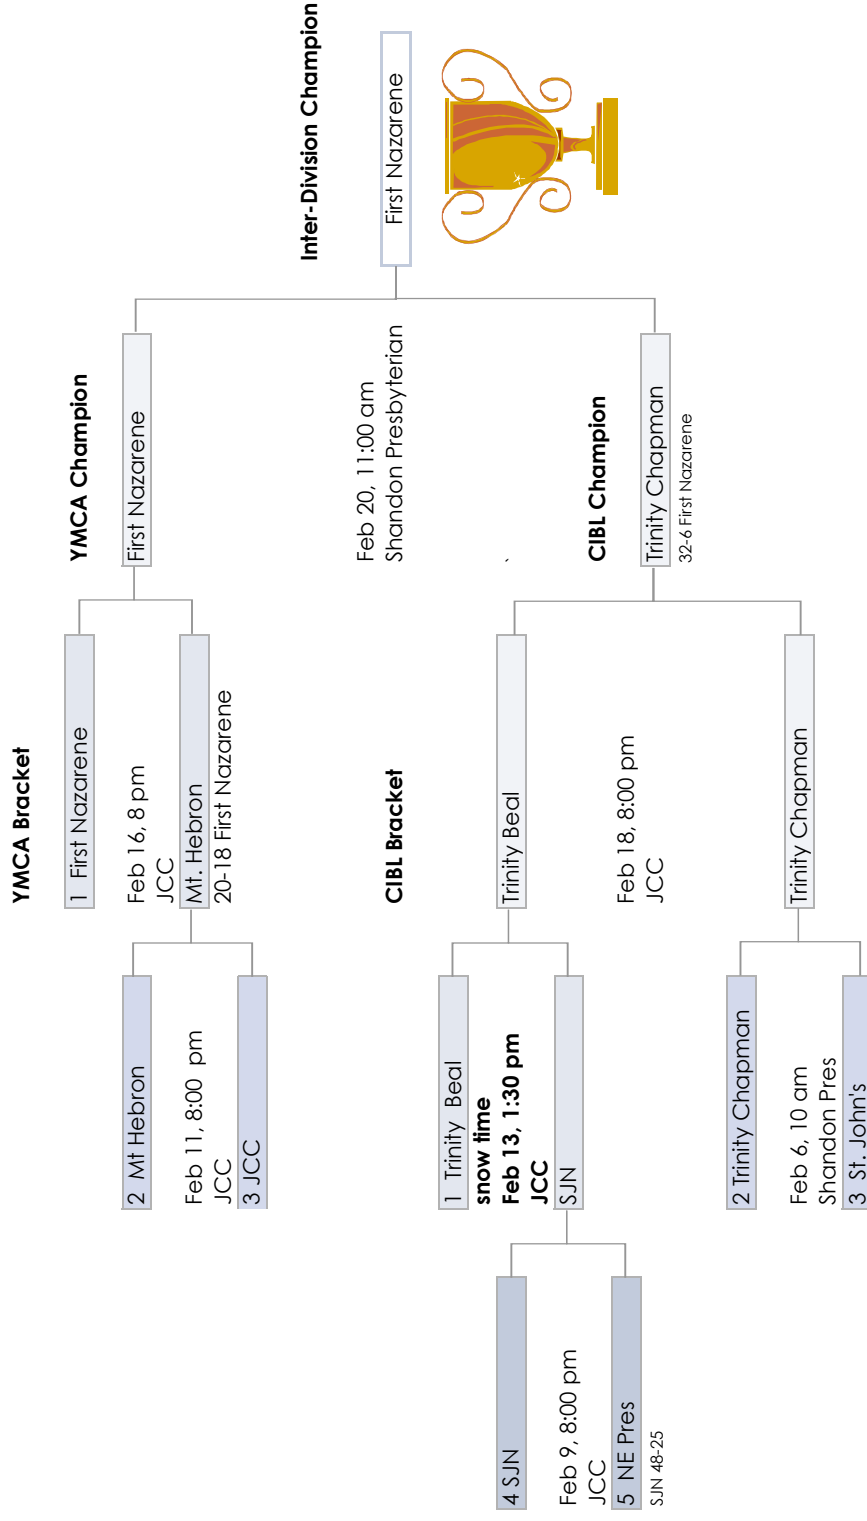 YMCA Bracket
YMCA Champion
Inter-Division Champion
1  First Nazarene
First Nazarene
2  Mt Hebron
Feb 16, 8 pm
JCC
Mt. Hebron
20-18 First Nazarene
Feb 11, 8:00  pm
JCC
3 JCC
First Nazarene
Feb 20, 11:00 am
Shandon Presbyterian
CIBL Bracket
CIBL Champion
1  Trinity  Beal
snow time
Feb 13, 1:30 pm
JCC
SJN
Trinity Beal
4 SJN
Feb 9, 8:00 pm
JCC
5  NE Pres
SJN 48-25
Feb 18, 8:00 pm
JCC
Trinity Chapman
32-6 First Nazarene
2 Trinity Chapman
Feb 6, 10 am
Shandon Pres
3  St. John's
Trinity Chapman